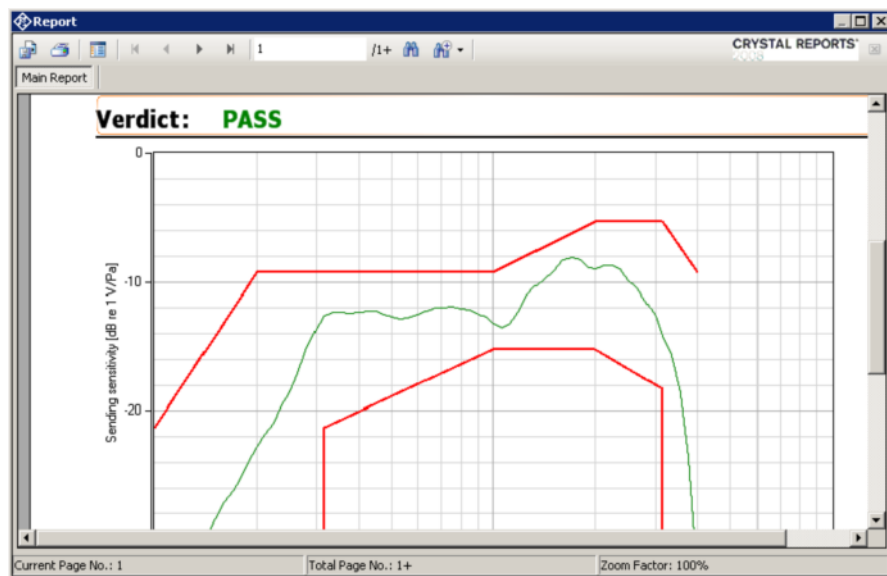 Report
1 /1+
CRYSTAL REPORTS®
2008
Main Report
Verdict: PASS
0
-10
-20
Sending sensitivity [dB re 1 V/Pa]
Current Page No.: 1
Total Page No.: 1+
Zoom Factor: 100%